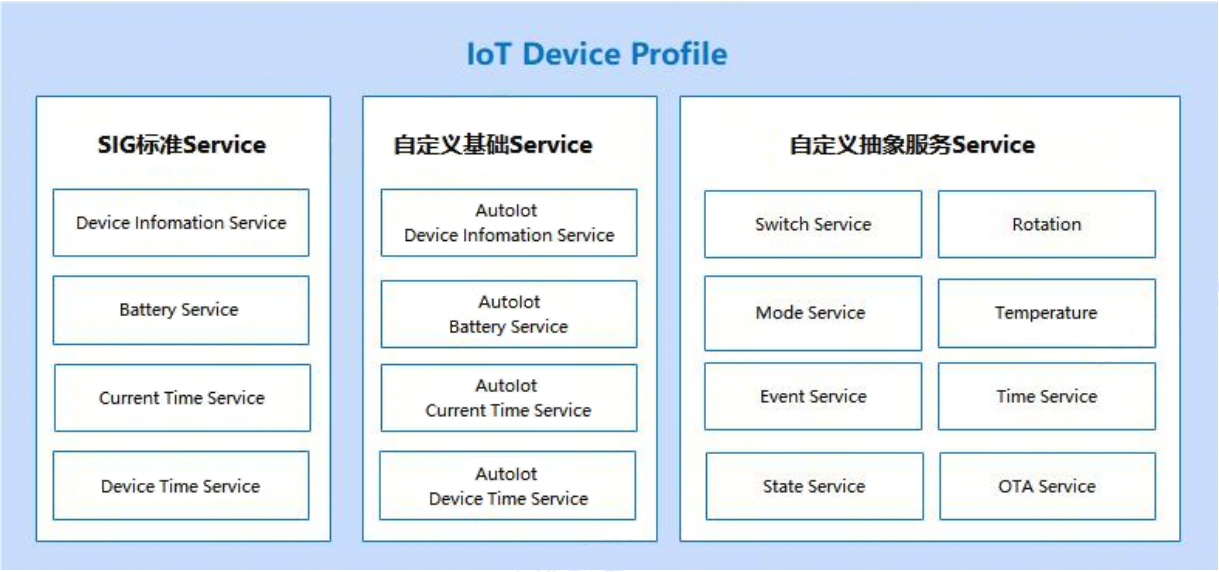 IoT Device Profile
SIG标准Service
Device Infomation Service
Battery Service
Current Time Service
Device Time Service
自定义基础Service
AutoIot
Device Infomation Service
AutoIot
Battery Service
AutoIot
Current Time Service
AutoIot
Device Time Service
自定义抽象服务Service
Switch Service
Rotation
Mode Service
Temperature
Event Service
Time Service
State Service
OTA Service